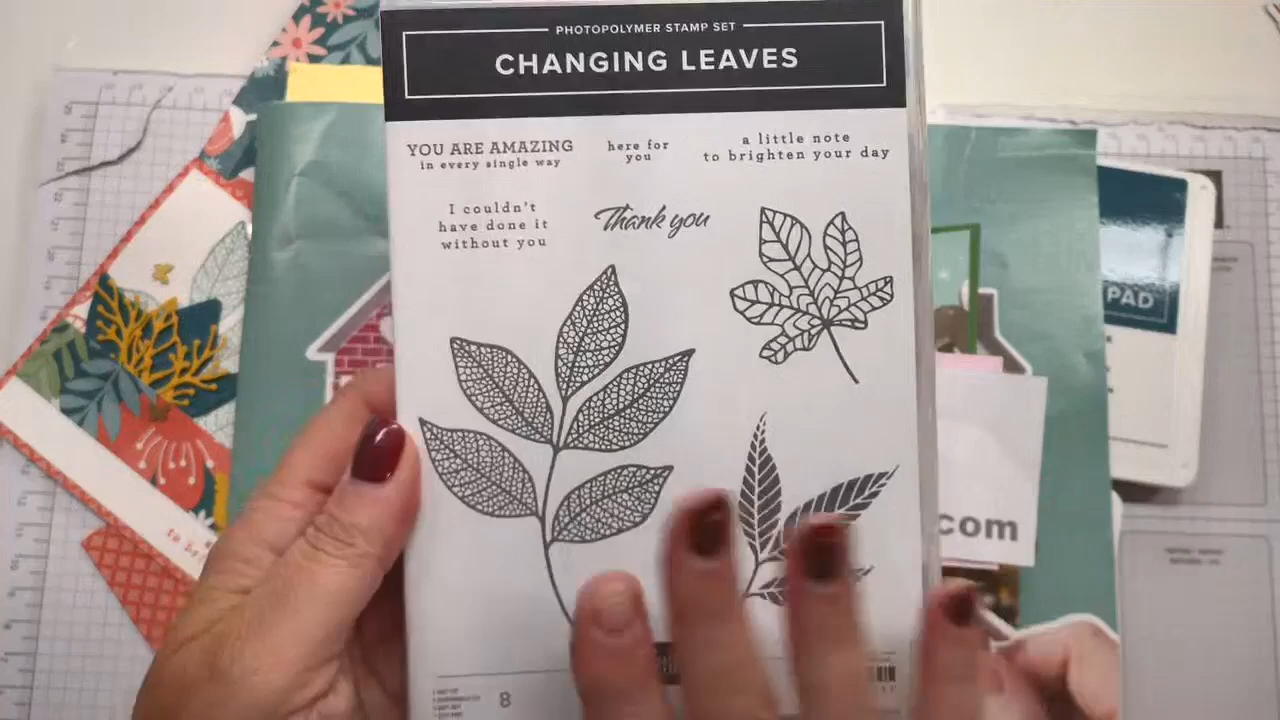 PHOTOPOLYMER STAMP SET
CHANGING LEAVES
YOU ARE AMAZING
in every single way
here for
you
a little note
to brighten your day
I couldn't
have done it
without you
Thank you
PAD
com
8